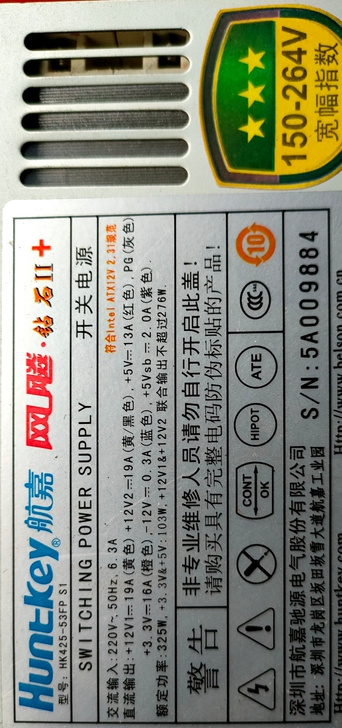 150-264V
宽幅指数
Huntkey® 航嘉 网吧腾·钻石II+
型号: HK425-53FP S1
SWITCHING POWER SUPPLY 开关电源
符合Intel ATX12V 2.31规范
交流输入: 220V~ 50Hz, 6.3A
直流输出: +12V1⎓19A(黄色) +12V2⎓19A(黄/黑色), +5V⎓13A(红色), PG(灰色)
+3.3V⎓16A(橙色), -12V⎓0.3A(蓝色), +5Vsb⎓2.0A(紫色).
额定功率: 325W, +3.3V&+5V:103W, +12V1&+12V2 联合输出不超过276W.
警告
非专业维修人员请勿自行开启此盖!
请购买具有完整电码防伪标贴的产品!
CONT
OK
HIPOT
ATE
CCC
10
深圳市航嘉驰源电气股份有限公司 S/N:5A009884
地址: 深圳市龙岗区坂田坂雪大道航嘉工业园